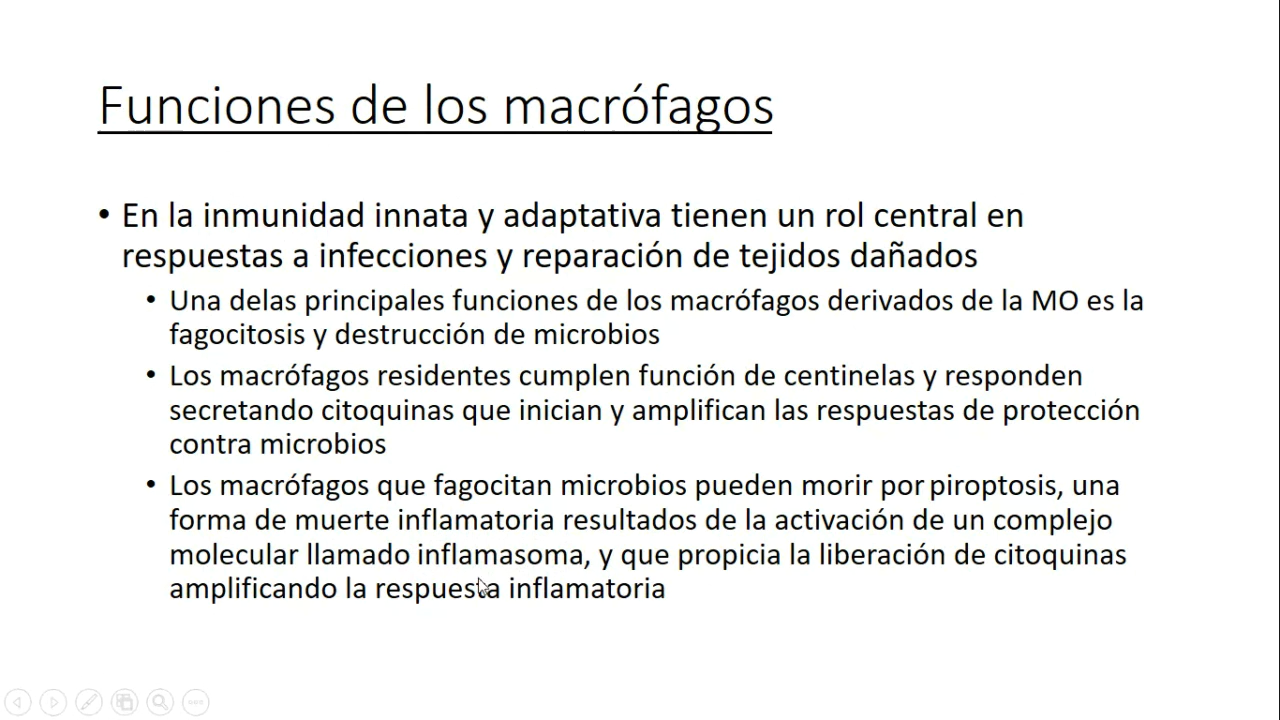 Funciones de los macrófagos
• En la inmunidad innata y adaptativa tienen un rol central en
respuestas a infecciones y reparación de tejidos dañados
• Una delas principales funciones de los macrófagos derivados de la MO es la
fagocitosis y destrucción de microbios
• Los macrófagos residentes cumplen función de centinelas y responden
secretando citoquinas que inician y amplifican las respuestas de protección
contra microbios
• Los macrófagos que fagocitan microbios pueden morir por piroptosis, una
forma de muerte inflamatoria resultados de la activación de un complejo
molecular llamado inflamasoma, y que propicia la liberación de citoquinas
amplificando la respuesta inflamatoria